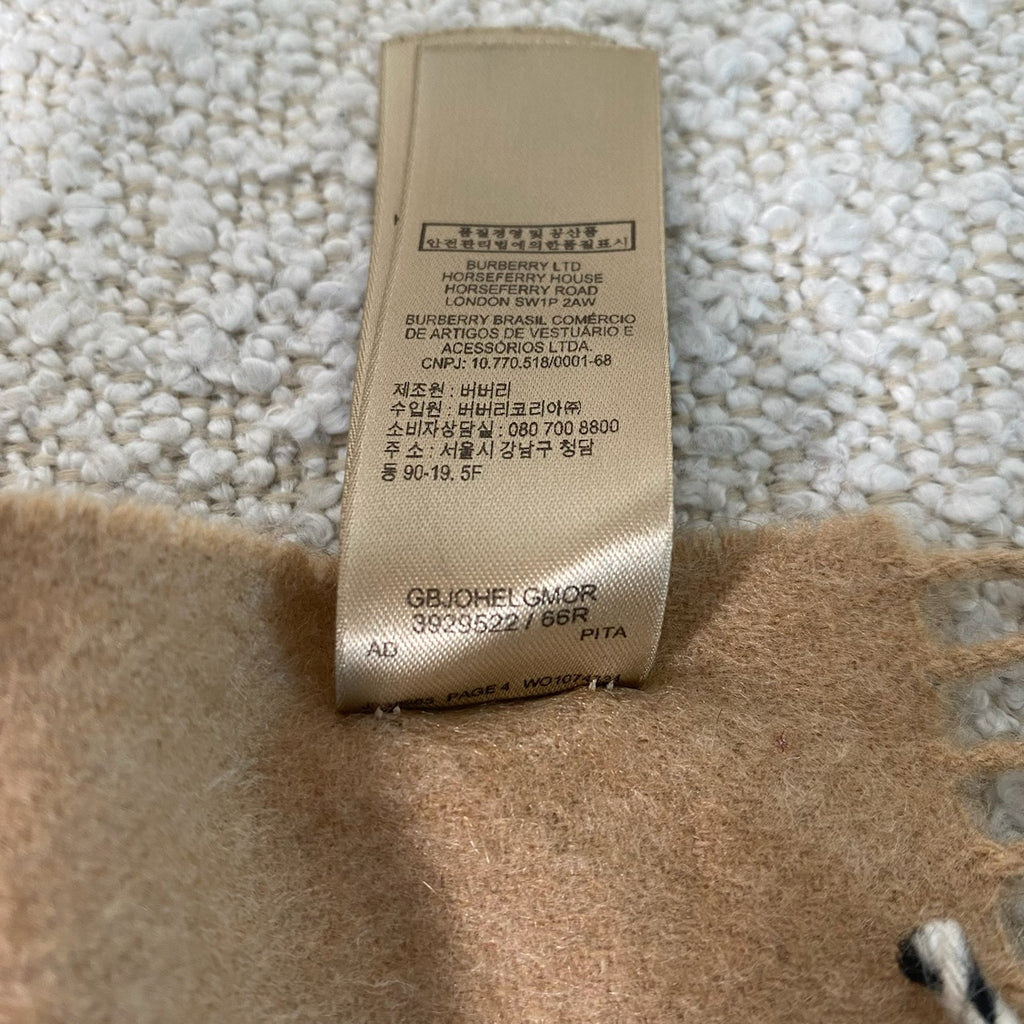 품질경영 및 공산품
안전관리법에의한품질표시
BURBERRY LTD
HORSEFERRY HOUSE
HORSEFERRY ROAD
LONDON SW1P 2AW
BURBERRY BRASIL COMÉRCIO
DE ARTIGOS DE VESTUÁRIO E
ACESSÓRIOS LTDA.
CNPJ: 10.770.518/0001-68
제조원 : 버버리
수입원 : 버버리코리아㈜
소비자상담실 : 080 700 8800
주 소 : 서울시 강남구 청담
동 90-19. 5F
GBJOHELGMOR
3929522 / 66R
AB
PITA
PAGE 4